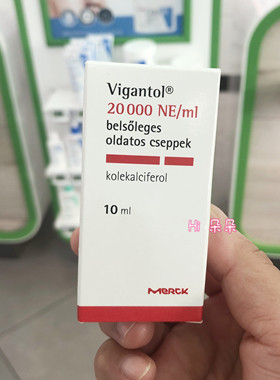 Vigantol®
20 000 NE/ml
belsőleges
oldatos cseppek
kolekalciferol
Hi 朵朵
10 ml
MERCK